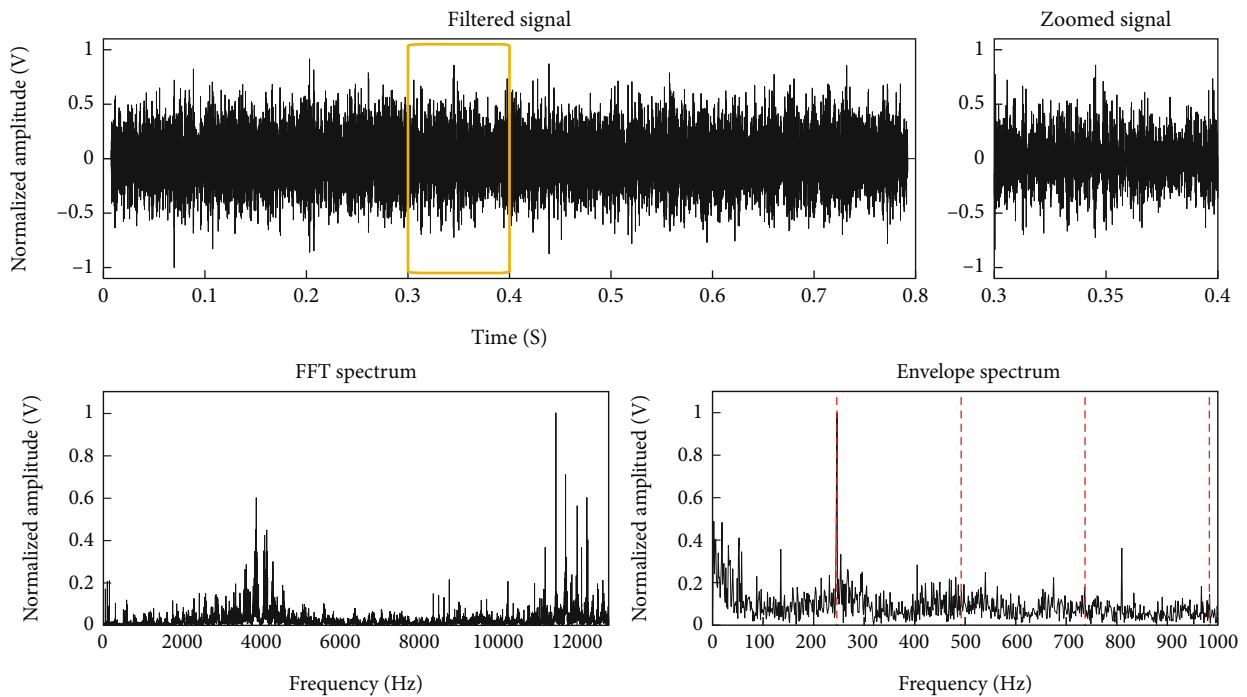 Filtered signal
Normalized amplitude (V)
1
0.5
0
–0.5
–1
0 0.1 0.2 0.3 0.4 0.5 0.6 0.7 0.8
Time (S)
Zoomed signal
1
0.5
0
–0.5
–1
0.3 0.35 0.4
FFT spectrum
Normalized amplitude (V)
1
0.8
0.6
0.4
0.2
0
0 2000 4000 6000 8000 10000 12000
Frequency (Hz)
Envelope spectrum
Normalized amplitued (V)
1
0.8
0.6
0.4
0.2
0
0 100 200 300 400 500 600 700 800 900 1000
Frequency (Hz)